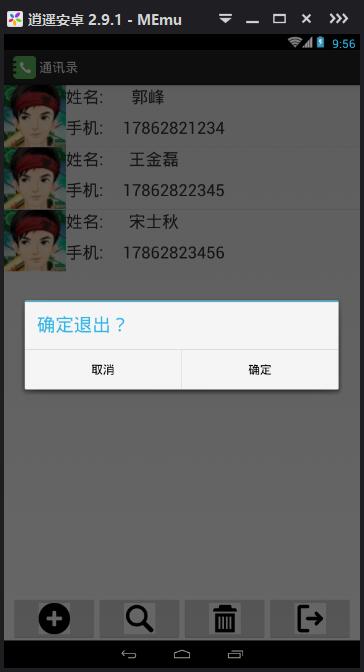 逍遥安卓 2.9.1 - MEmu
9:56
通讯录
姓名: 郭峰
手机: 17862821234
姓名: 王金磊
手机: 17862822345
姓名: 宋士秋
手机: 17862823456
确定退出？
取消 确定